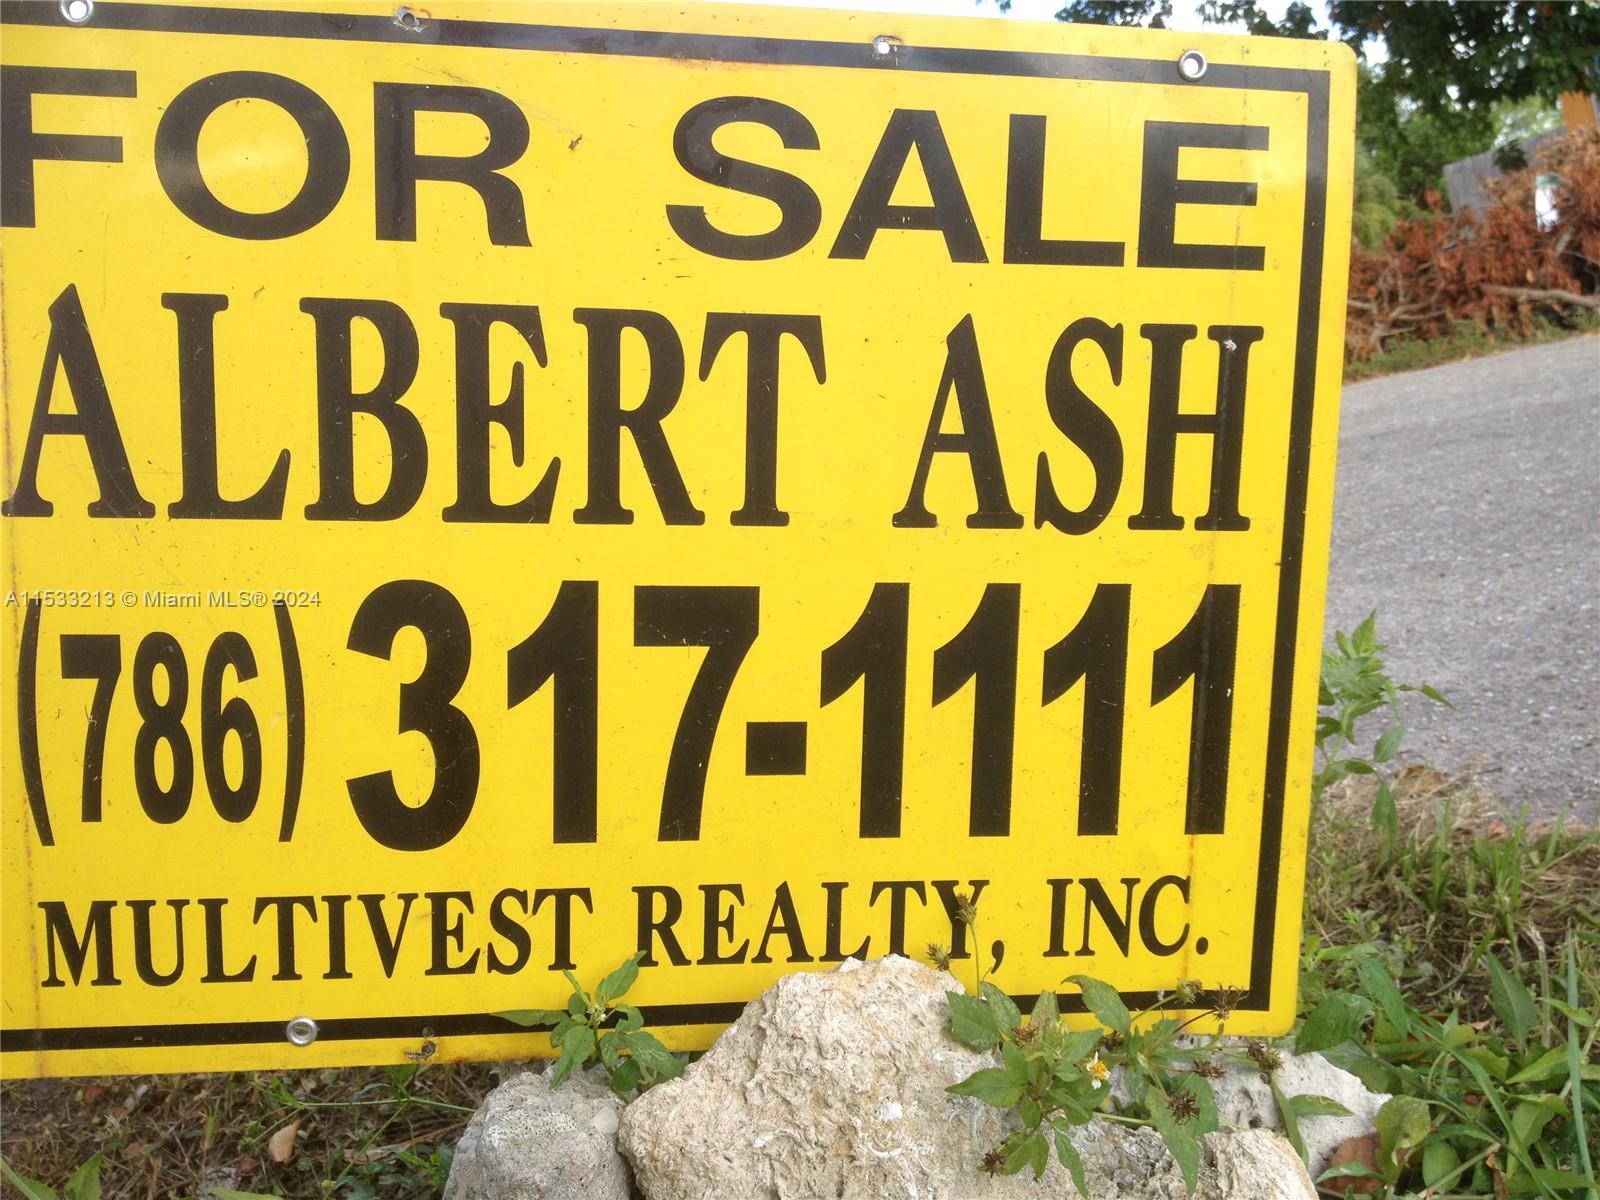 FOR SALE
ALBERT ASH
A11533213 © Miami MLS® 2024
(786) 317-1111
MULTIVEST REALTY, INC.